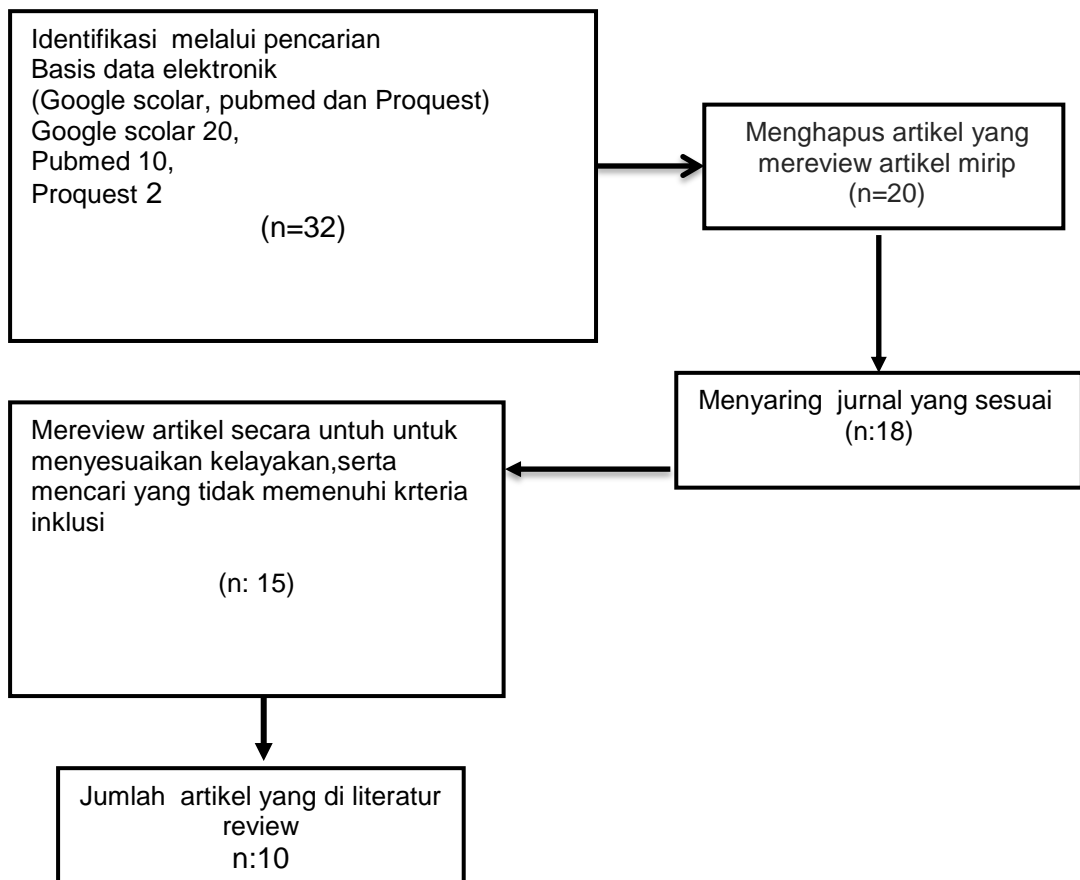 Identifikasi  melalui pencarian
Basis data elektronik
(Google scolar, pubmed dan Proquest)
Google scolar 20,
Pubmed 10,
Proquest 2
(n=32)
Menghapus artikel yang
mereview artikel mirip
(n=20)
Menyaring  jurnal yang sesuai
(n:18)
Mereview artikel secara untuh untuk
menyesuaikan kelayakan,serta
mencari yang tidak memenuhi krteria
inklusi
(n: 15)
Jumlah  artikel yang di literatur
review
n:10